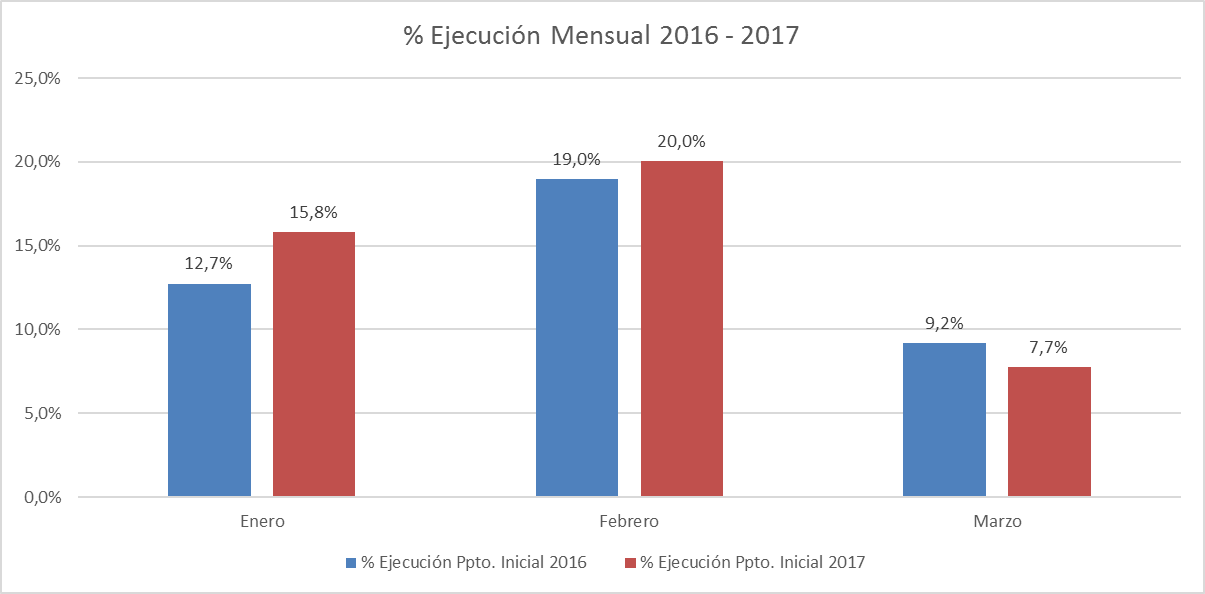 % Ejecución Mensual 2016 - 2017
25,0%
20,0%
15,0%
10,0%
5,0%
0,0%
12,7%
15,8%
19,0%
20,0%
9,2%
7,7%
Enero
Febrero
Marzo
% Ejecución Ppto. Inicial 2016
% Ejecución Ppto. Inicial 2017